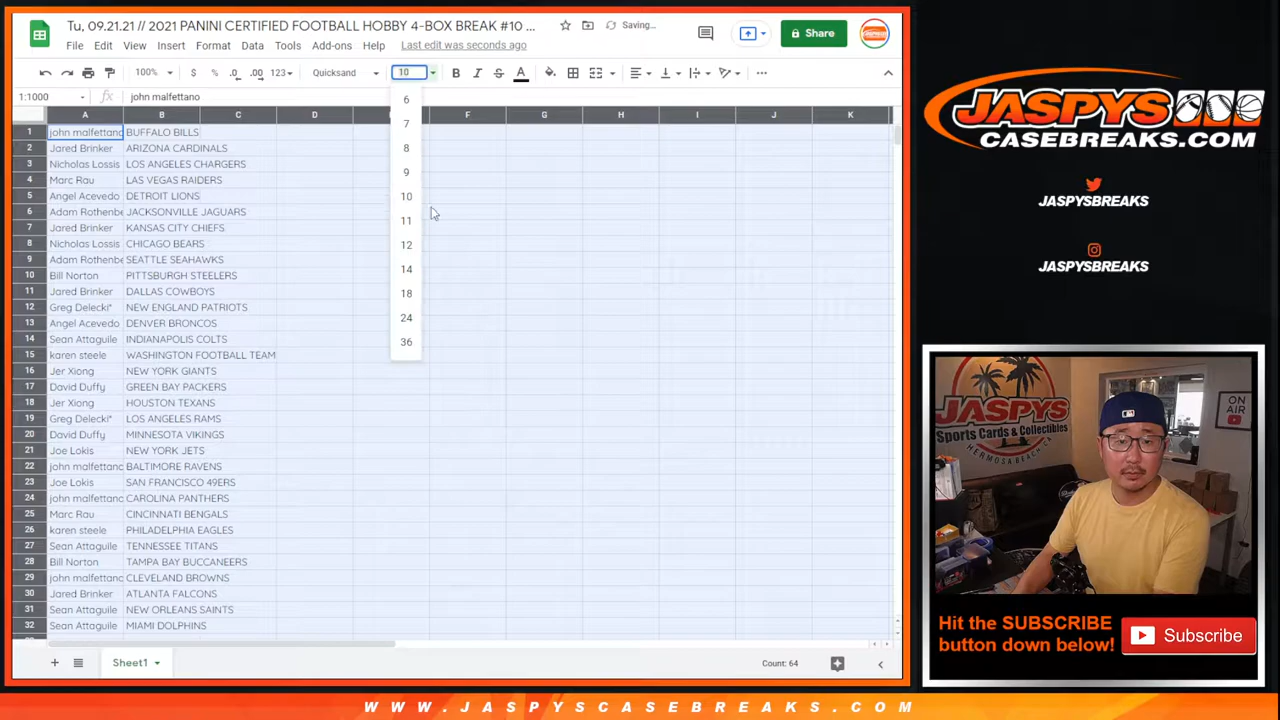 Tu, 09.21.21 // 2021 PANINI CERTIFIED FOOTBALL HOBBY 4-BOX BREAK #10 ...
Saving...
Share
File Edit View Insert Format Data Tools Add-ons Help Last edit was seconds ago
100% $ % .0 .00 123 Quicksand 10 B I S A
1:1000 fx john malfettano
6
7
8
9
10
11
12
14
18
24
36
A B C D F G H I J K
1 john malfettano BUFFALO BILLS
2 Jared Brinker ARIZONA CARDINALS
3 Nicholas Lossis LOS ANGELES CHARGERS
4 Marc Rau LAS VEGAS RAIDERS
5 Angel Acevedo DETROIT LIONS
6 Adam Rothenbe JACKSONVILLE JAGUARS
7 Jared Brinker KANSAS CITY CHIEFS
8 Nicholas Lossis CHICAGO BEARS
9 Adam Rothenbe SEATTLE SEAHAWKS
10 Bill Norton PITTSBURGH STEELERS
11 Jared Brinker DALLAS COWBOYS
12 Greg Delecki* NEW ENGLAND PATRIOTS
13 Angel Acevedo DENVER BRONCOS
14 Sean Attaguile INDIANAPOLIS COLTS
15 karen steele WASHINGTON FOOTBALL TEAM
16 Jer Xiong NEW YORK GIANTS
17 David Duffy GREEN BAY PACKERS
18 Jer Xiong HOUSTON TEXANS
19 Greg Delecki* LOS ANGELES RAMS
20 David Duffy MINNESOTA VIKINGS
21 Joe Lokis NEW YORK JETS
22 john malfettano BALTIMORE RAVENS
23 Joe Lokis SAN FRANCISCO 49ERS
24 john malfettano CAROLINA PANTHERS
25 Marc Rau CINCINNATI BENGALS
26 karen steele PHILADELPHIA EAGLES
27 Sean Attaguile TENNESSEE TITANS
28 Bill Norton TAMPA BAY BUCCANEERS
29 john malfettano CLEVELAND BROWNS
30 Jared Brinker ATLANTA FALCONS
31 Sean Attaguile NEW ORLEANS SAINTS
32 Sean Attaguile MIAMI DOLPHINS
Sheet1
Count: 64
JASPYS
CASEBREAKS.COM
JASPYSBREAKS
JASPYSBREAKS
JASPYS
Sports Cards & Collectibles
HERMOSA BEACH, CA
ON
AIR
Hit the SUBSCRIBE
button down below!
Subscribe
WWW.JASPYSCASEBREAKS.COM